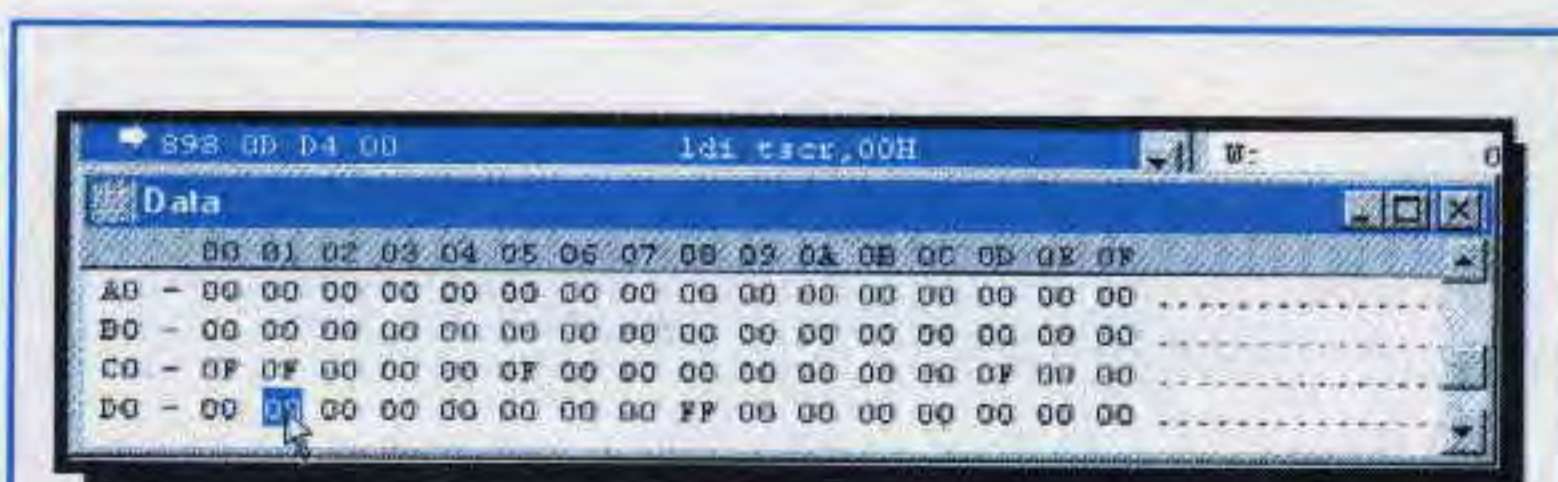 898 0D D4 00 ldi tscr,00H W: 0
Data
00 01 02 03 04 05 06 07 08 09 0A 0B 0C 0D 0E 0F
A0 - 00 00 00 00 00 00 00 00 00 00 00 00 00 00 00 00 ................
B0 - 00 00 00 00 00 00 00 00 00 00 00 00 00 00 00 00 ................
C0 - 0F 0F 00 00 00 0F 00 00 00 00 00 00 00 0F 00 00 ................
D0 - 00 00 00 00 00 00 00 00 FF 00 00 00 00 00 00 00 ................